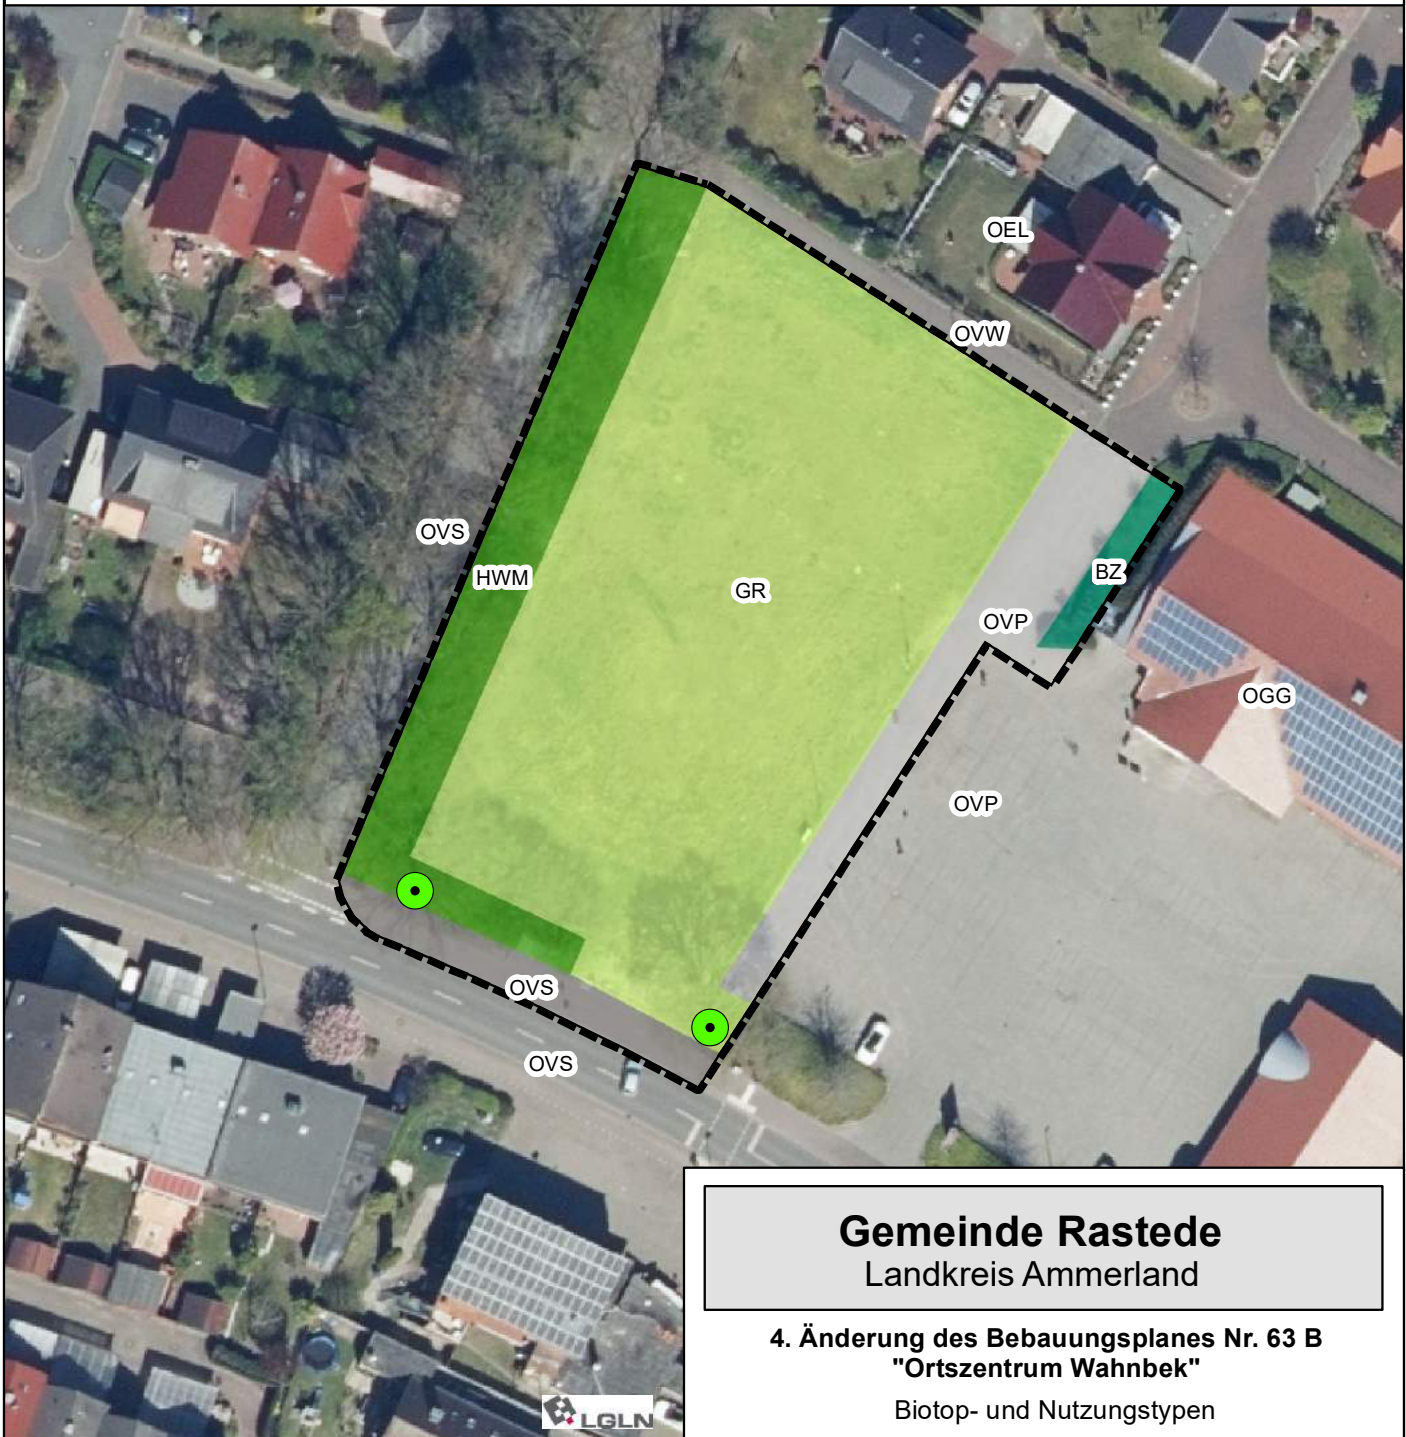 OEL
OVW
OVS
HWM
GR
BZ
OVP
OGG
OVP
OVS
OVS
Gemeinde Rastede
Landkreis Ammerland
4. Änderung des Bebauungsplanes Nr. 63 B
"Ortszentrum Wahnbek"
Biotop- und Nutzungstypen
LGLN